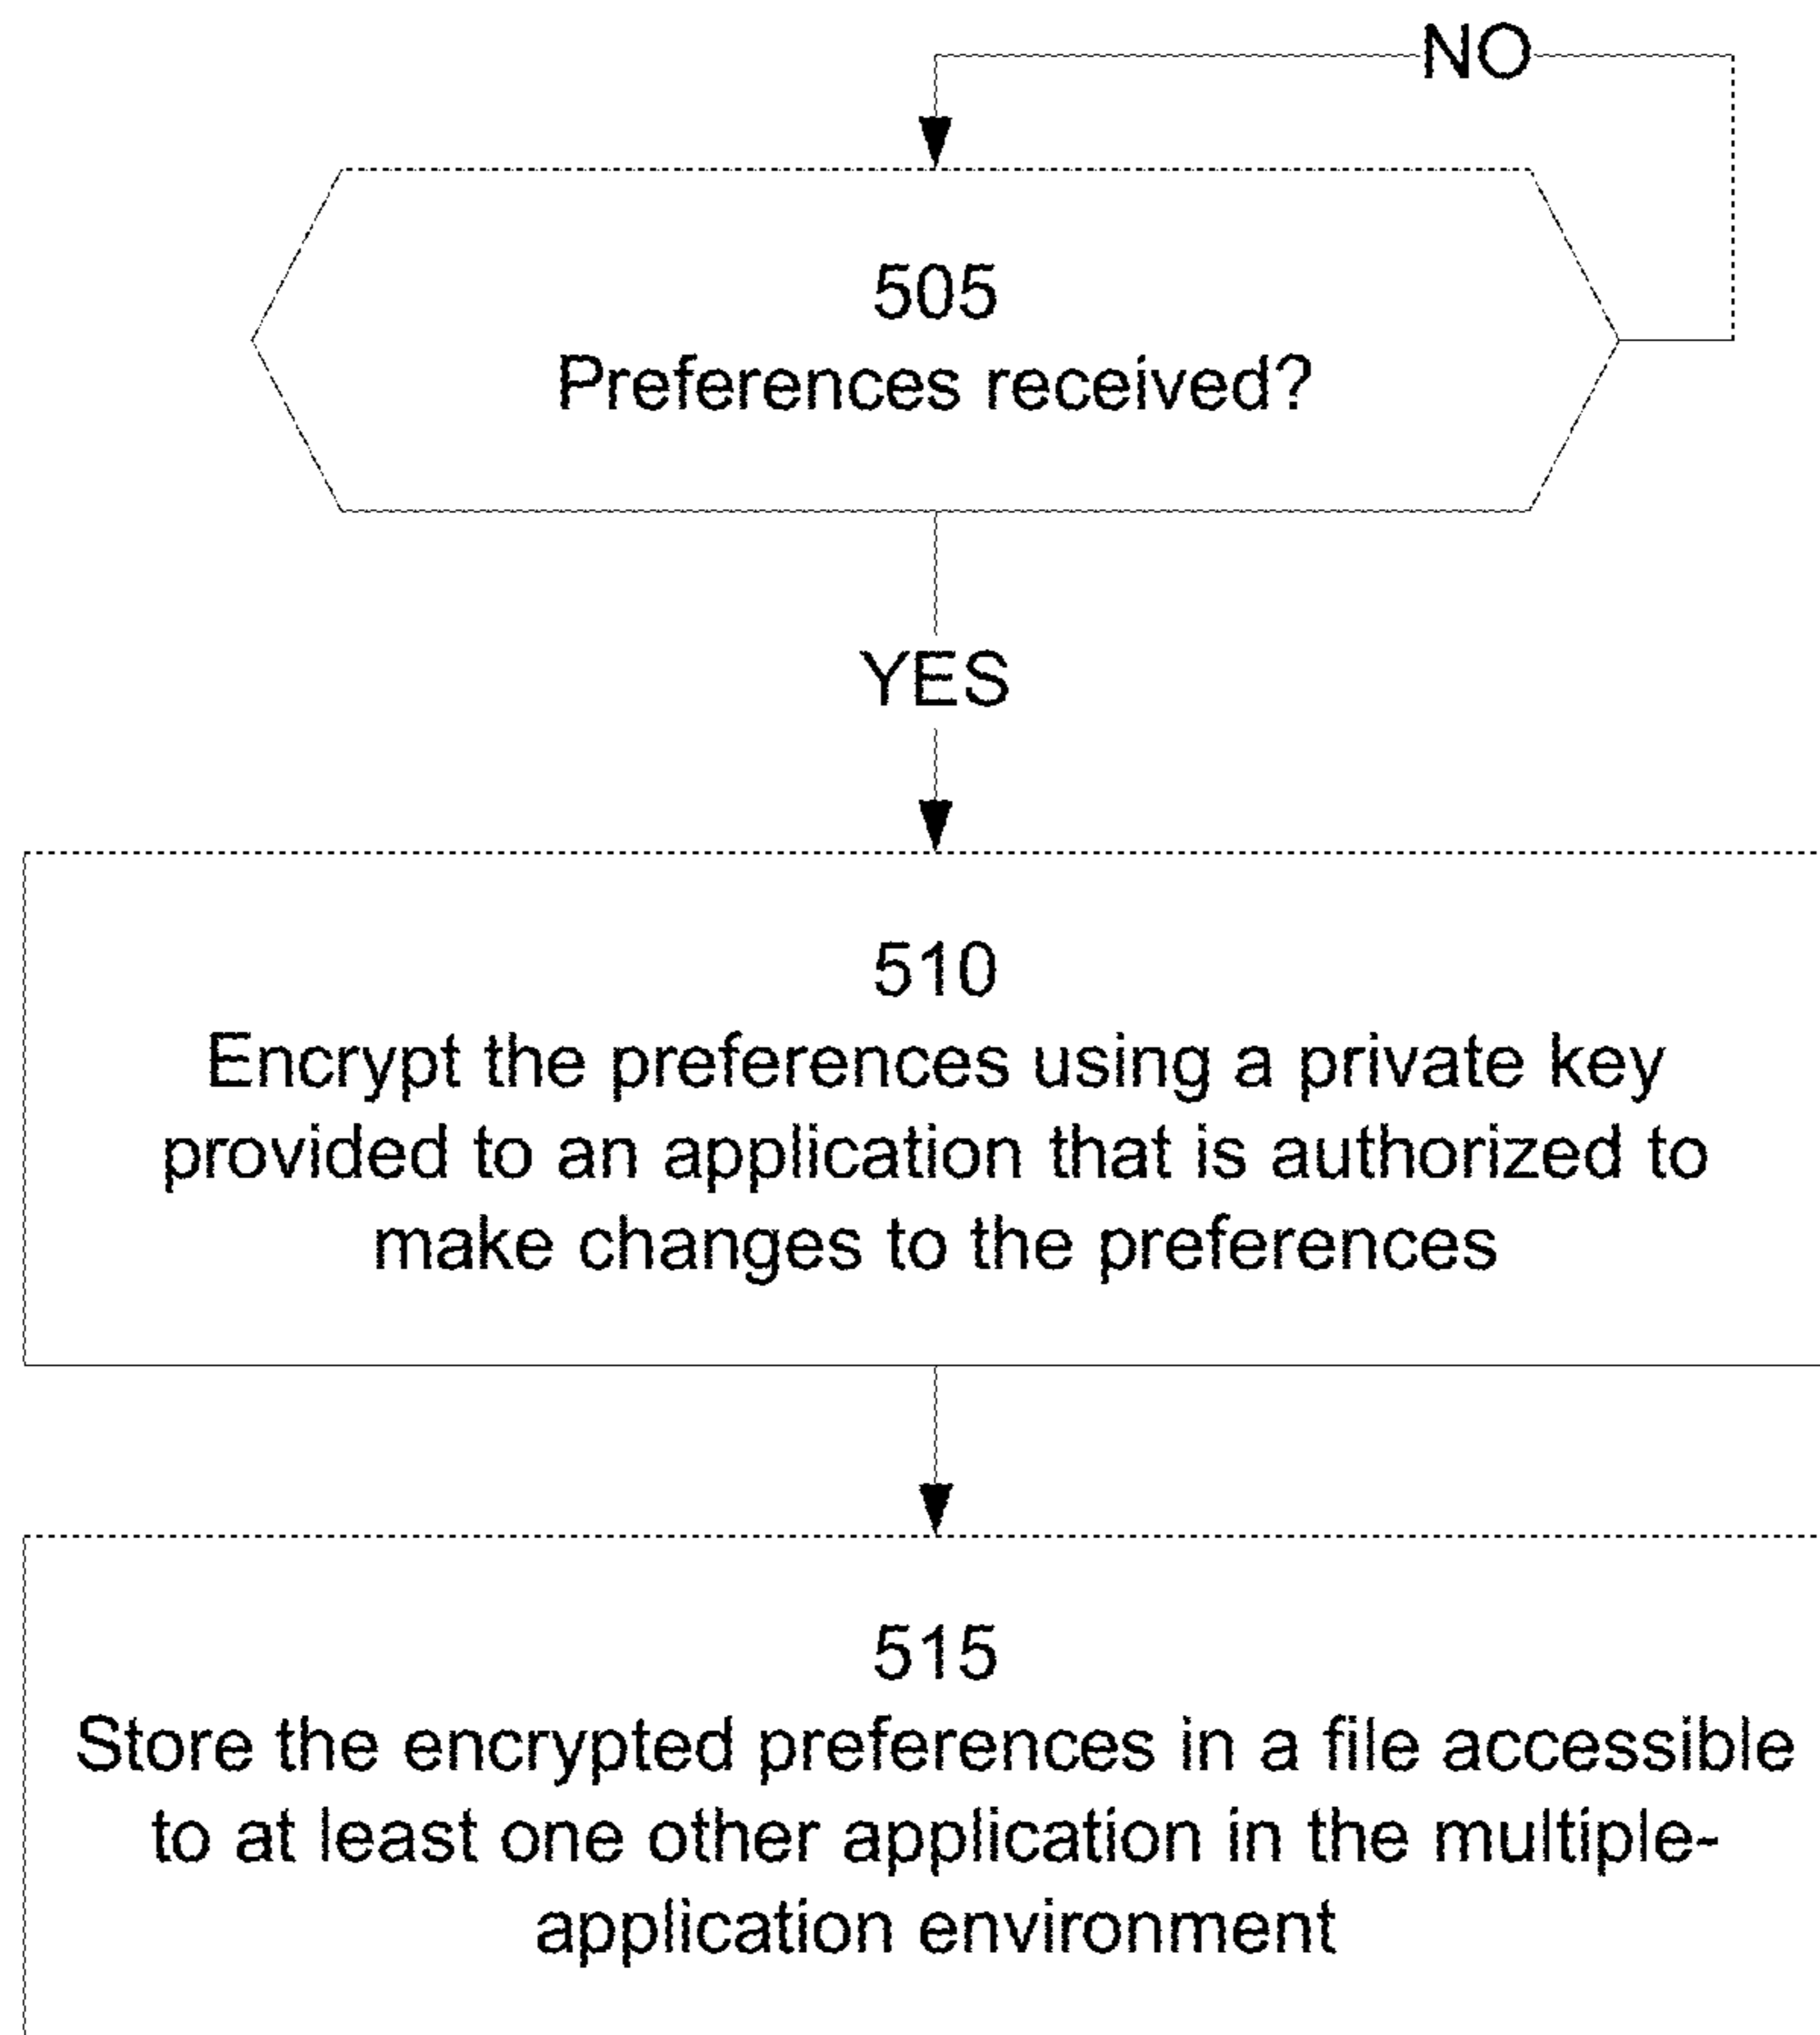 NO
505
Preferences received?
YES
510
Encrypt the preferences using a private key
provided to an application that is authorized to
make changes to the preferences
515
Store the encrypted preferences in a file accessible
to at least one other application in the multiple-
application environment